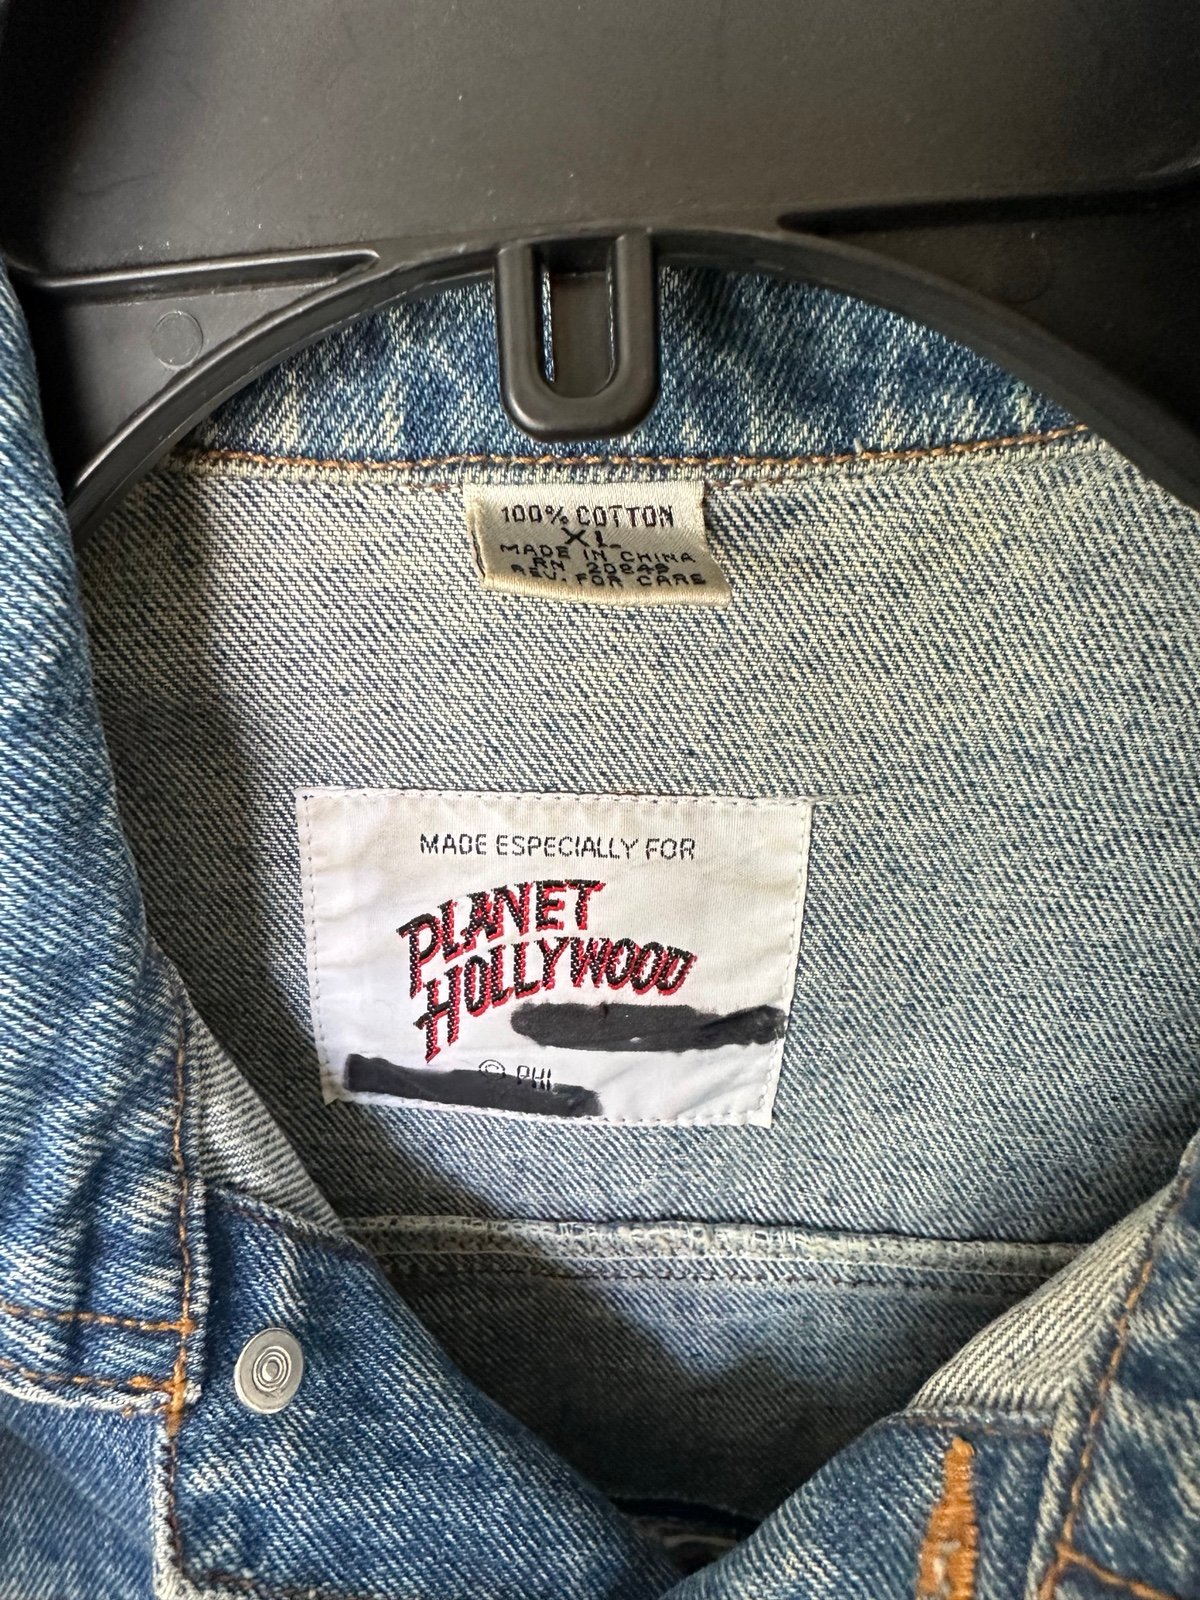 100% COTTON
XL
MADE IN CHINA
RN 20949
REV. FOR CARE
MADE ESPECIALLY FOR
PLANET
HOLLYWOOD
© PHI